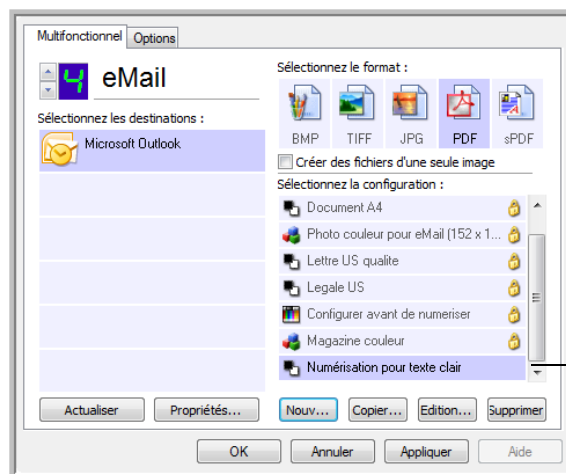 Multifonctionnel Options
4 eMail
Sélectionnez les destinations :
Microsoft Outlook
Sélectionnez le format :
BMP TIFF JPG PDF sPDF
Créer des fichiers d'une seule image
Sélectionnez la configuration :
Document A4
Photo couleur pour eMail (152 x 1...
Lettre US qualite
Legale US
Configurer avant de numeriser
Magazine couleur
Numérisation pour texte clair
Actualiser Propriétés... Nouv... Copier... Edition... Supprimer
OK Annuler Appliquer Aide